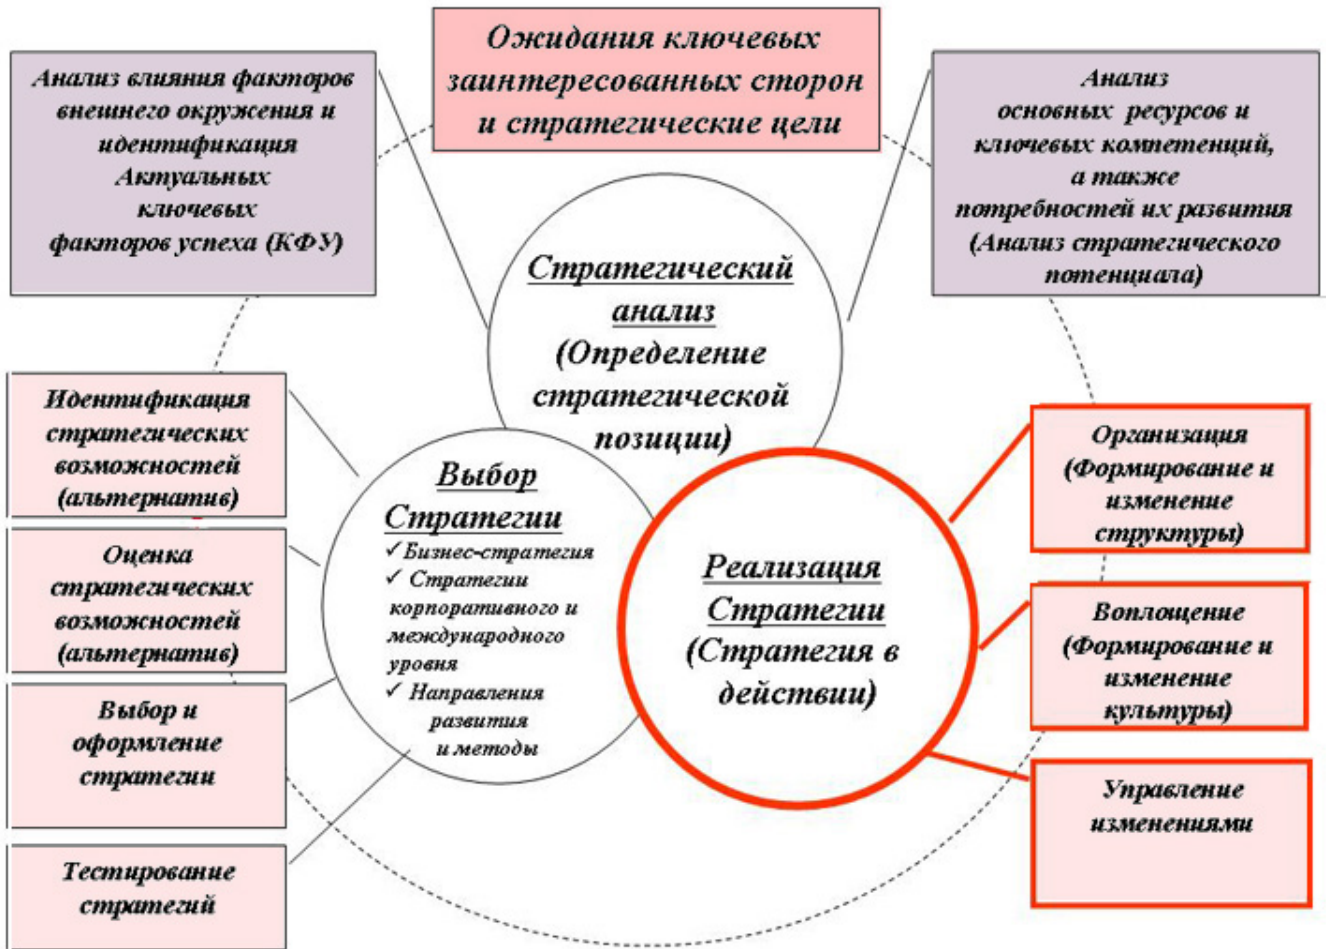 Ожидания ключевых
заинтересованных сторон
и стратегические цели
Анализ влияния факторов
внешнего окружения и
идентификация
Актуальных
ключевых
факторов успеха (КФУ)
Анализ
основных ресурсов и
ключевых компетенций,
а также
потребностей их развития
(Анализ стратегического
потенциала)
Стратегический
анализ
(Определение
стратегической
позиции)
Идентификация
стратегических
возможностей
(альтернатив)
Оценка
стратегических
возможностей
(альтернатив)
Выбор и
оформление
стратегии
Тестирование
стратегий
Выбор
Стратегии
✓ Бизнес-стратегия
✓ Стратегии
корпоративного и
международного
уровня
✓ Направления
развития
и методы
Реализация
Стратегии
(Стратегия в
действии)
Организация
(Формирование и
изменение
структуры)
Воплощение
(Формирование и
изменение
культуры)
Управление
изменениями